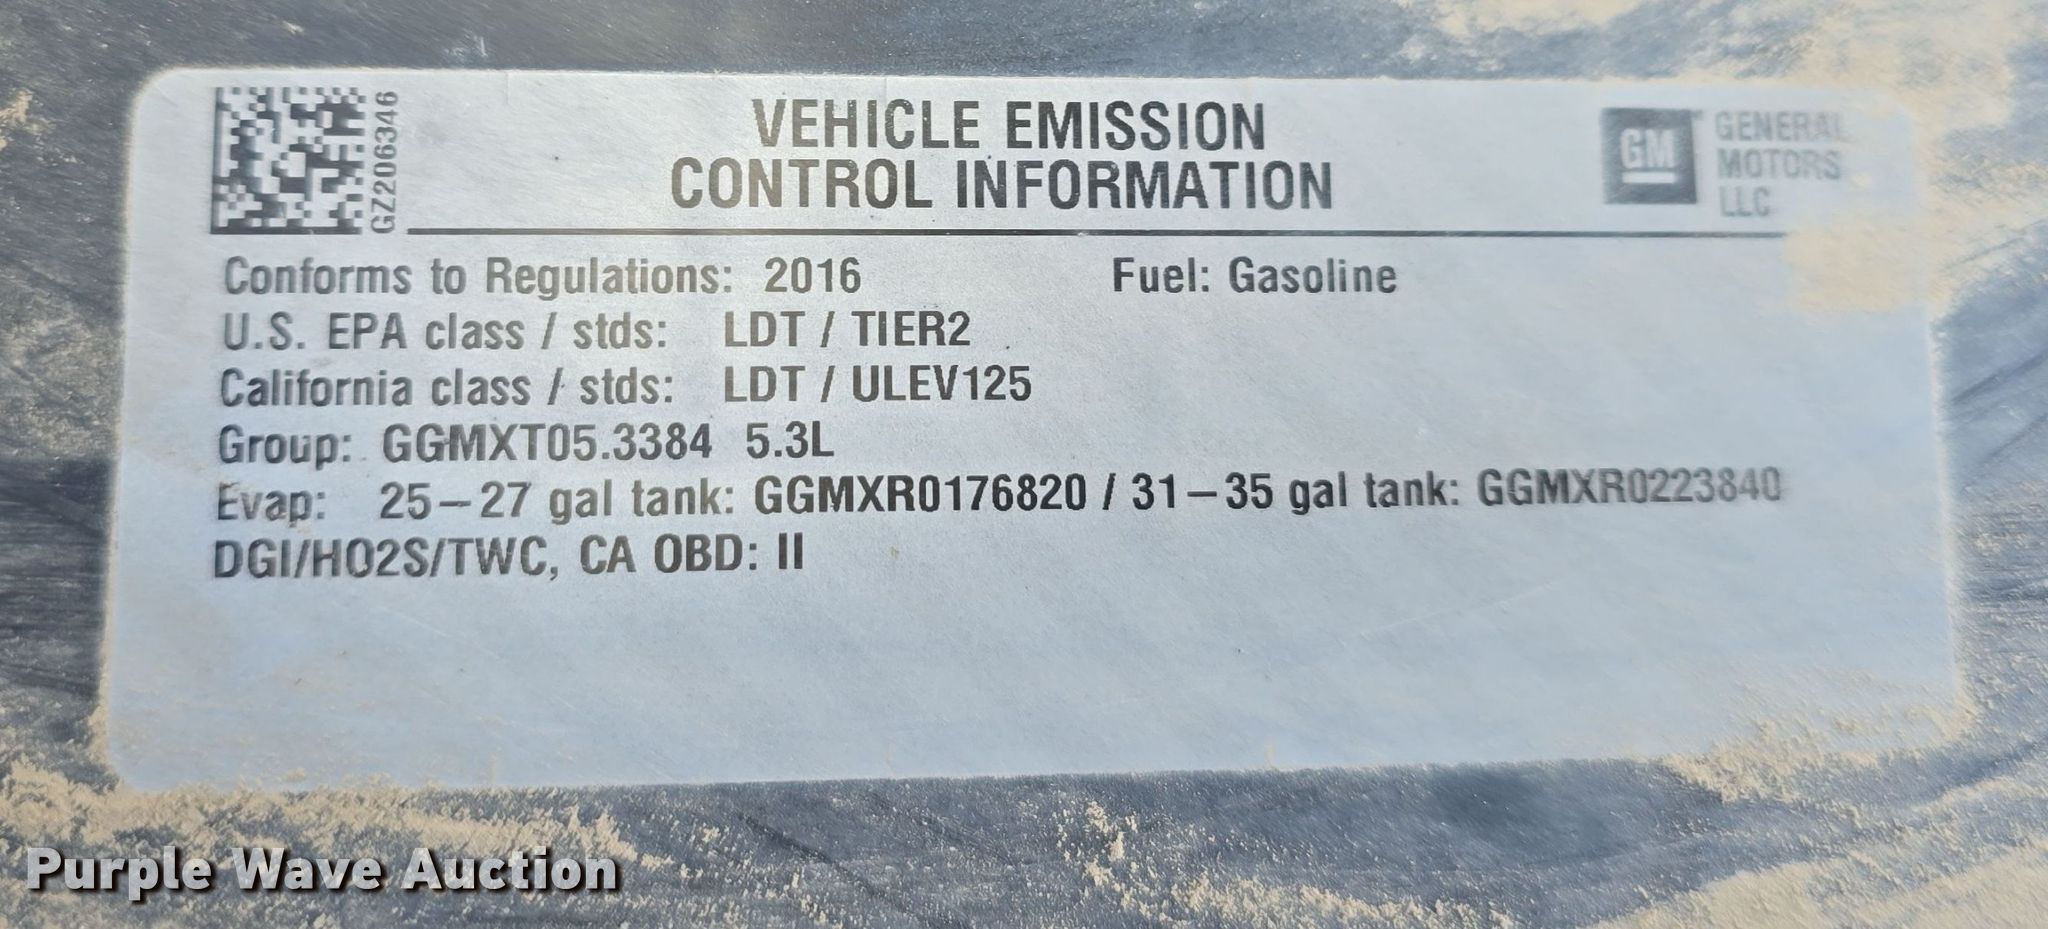 GZ206346
VEHICLE EMISSION
CONTROL INFORMATION
GM
GENERAL
MOTORS
LLC
Conforms to Regulations: 2016 Fuel: Gasoline
U.S. EPA class / stds: LDT / TIER2
California class / stds: LDT / ULEV125
Group: GGMXT05.3384 5.3L
Evap: 25-27 gal tank: GGMXR0176820 / 31-35 gal tank: GGMXR0223840
DGI/HO2S/TWC, CA OBD: II
Purple Wave Auction